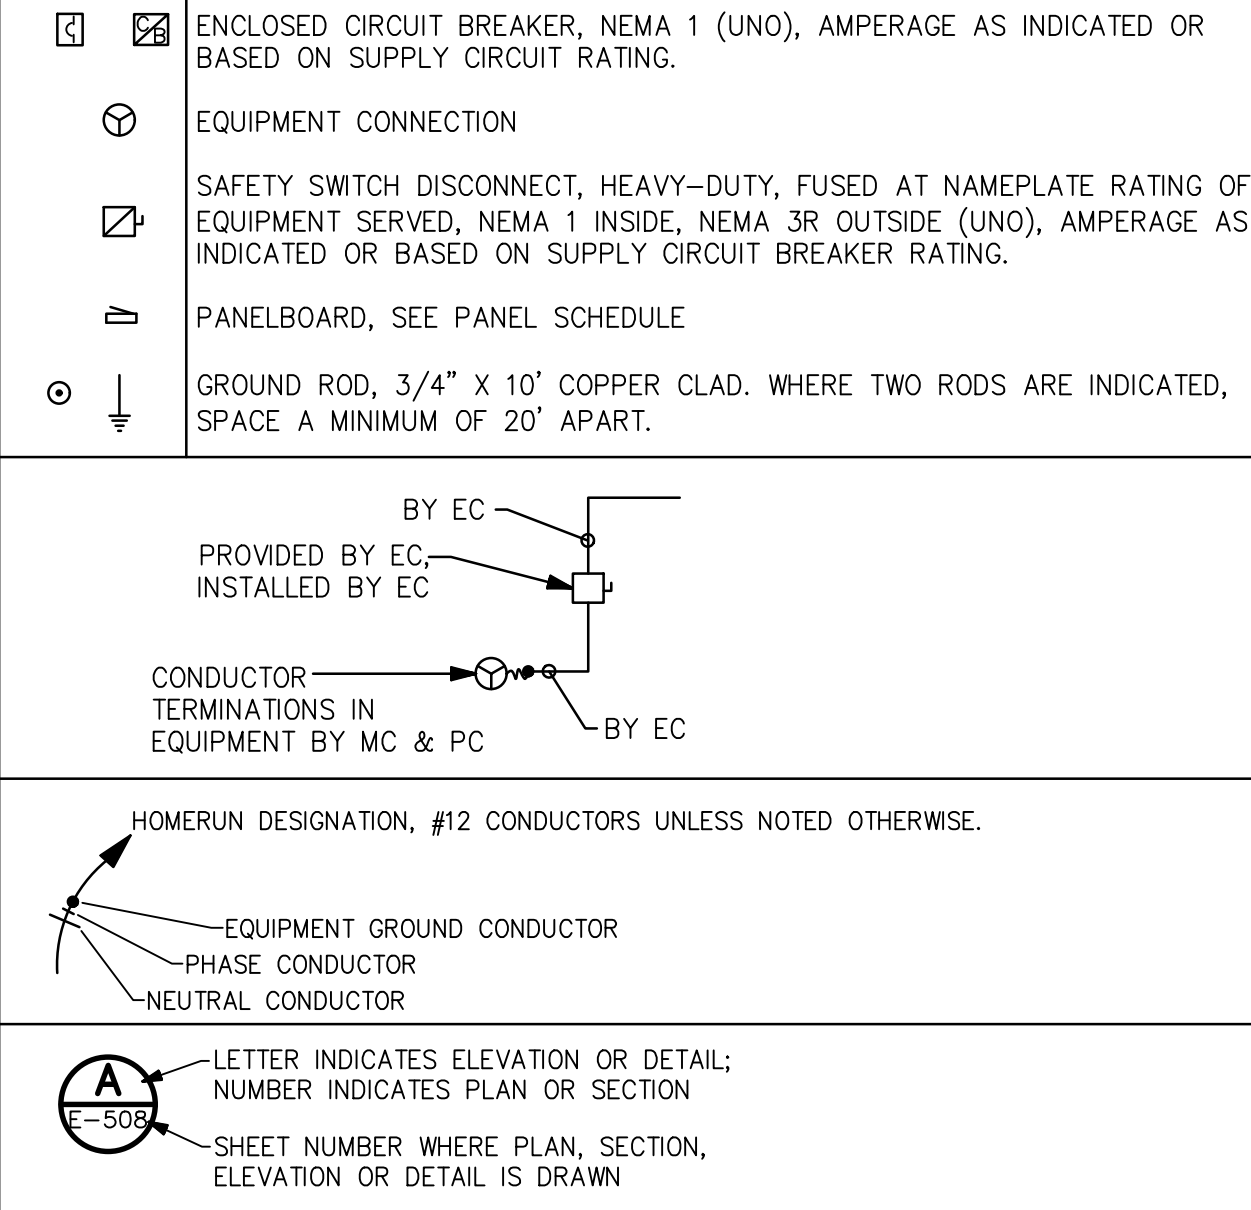 C/B ENCLOSED CIRCUIT BREAKER, NEMA 1 (UNO), AMPERAGE AS INDICATED OR
BASED ON SUPPLY CIRCUIT RATING.
EQUIPMENT CONNECTION
SAFETY SWITCH DISCONNECT, HEAVY-DUTY, FUSED AT NAMEPLATE RATING OF
EQUIPMENT SERVED, NEMA 1 INSIDE, NEMA 3R OUTSIDE (UNO), AMPERAGE AS
INDICATED OR BASED ON SUPPLY CIRCUIT BREAKER RATING.
PANELBOARD, SEE PANEL SCHEDULE
GROUND ROD, 3/4" X 10' COPPER CLAD. WHERE TWO RODS ARE INDICATED,
SPACE A MINIMUM OF 20' APART.
BY EC
PROVIDED BY EC,
INSTALLED BY EC
CONDUCTOR
TERMINATIONS IN
EQUIPMENT BY MC & PC
BY EC
HOMERUN DESIGNATION, #12 CONDUCTORS UNLESS NOTED OTHERWISE.
EQUIPMENT GROUND CONDUCTOR
PHASE CONDUCTOR
NEUTRAL CONDUCTOR
A
E-508
LETTER INDICATES ELEVATION OR DETAIL;
NUMBER INDICATES PLAN OR SECTION
SHEET NUMBER WHERE PLAN, SECTION,
ELEVATION OR DETAIL IS DRAWN